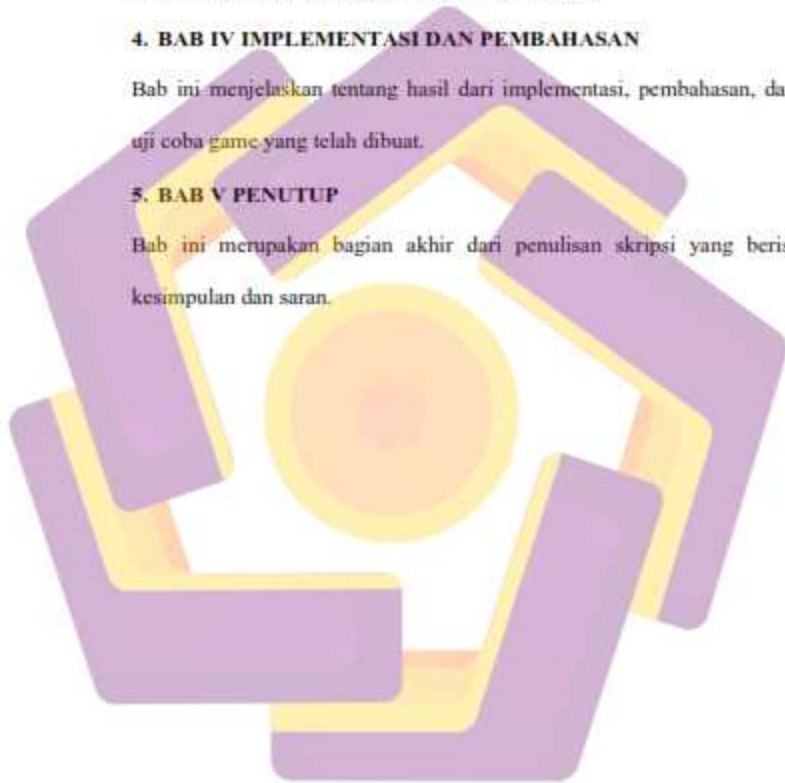 4. BAB IV IMPLEMENTASI DAN PEMBAHASAN
Bab ini menjelaskan tentang hasil dari implementasi, pembahasan, da
uji coba game yang telah dibuat.
5. BAB V PENUTUP
Bab ini merupakan bagian akhir dari penulisan skripsi yang beris
kesimpulan dan saran.